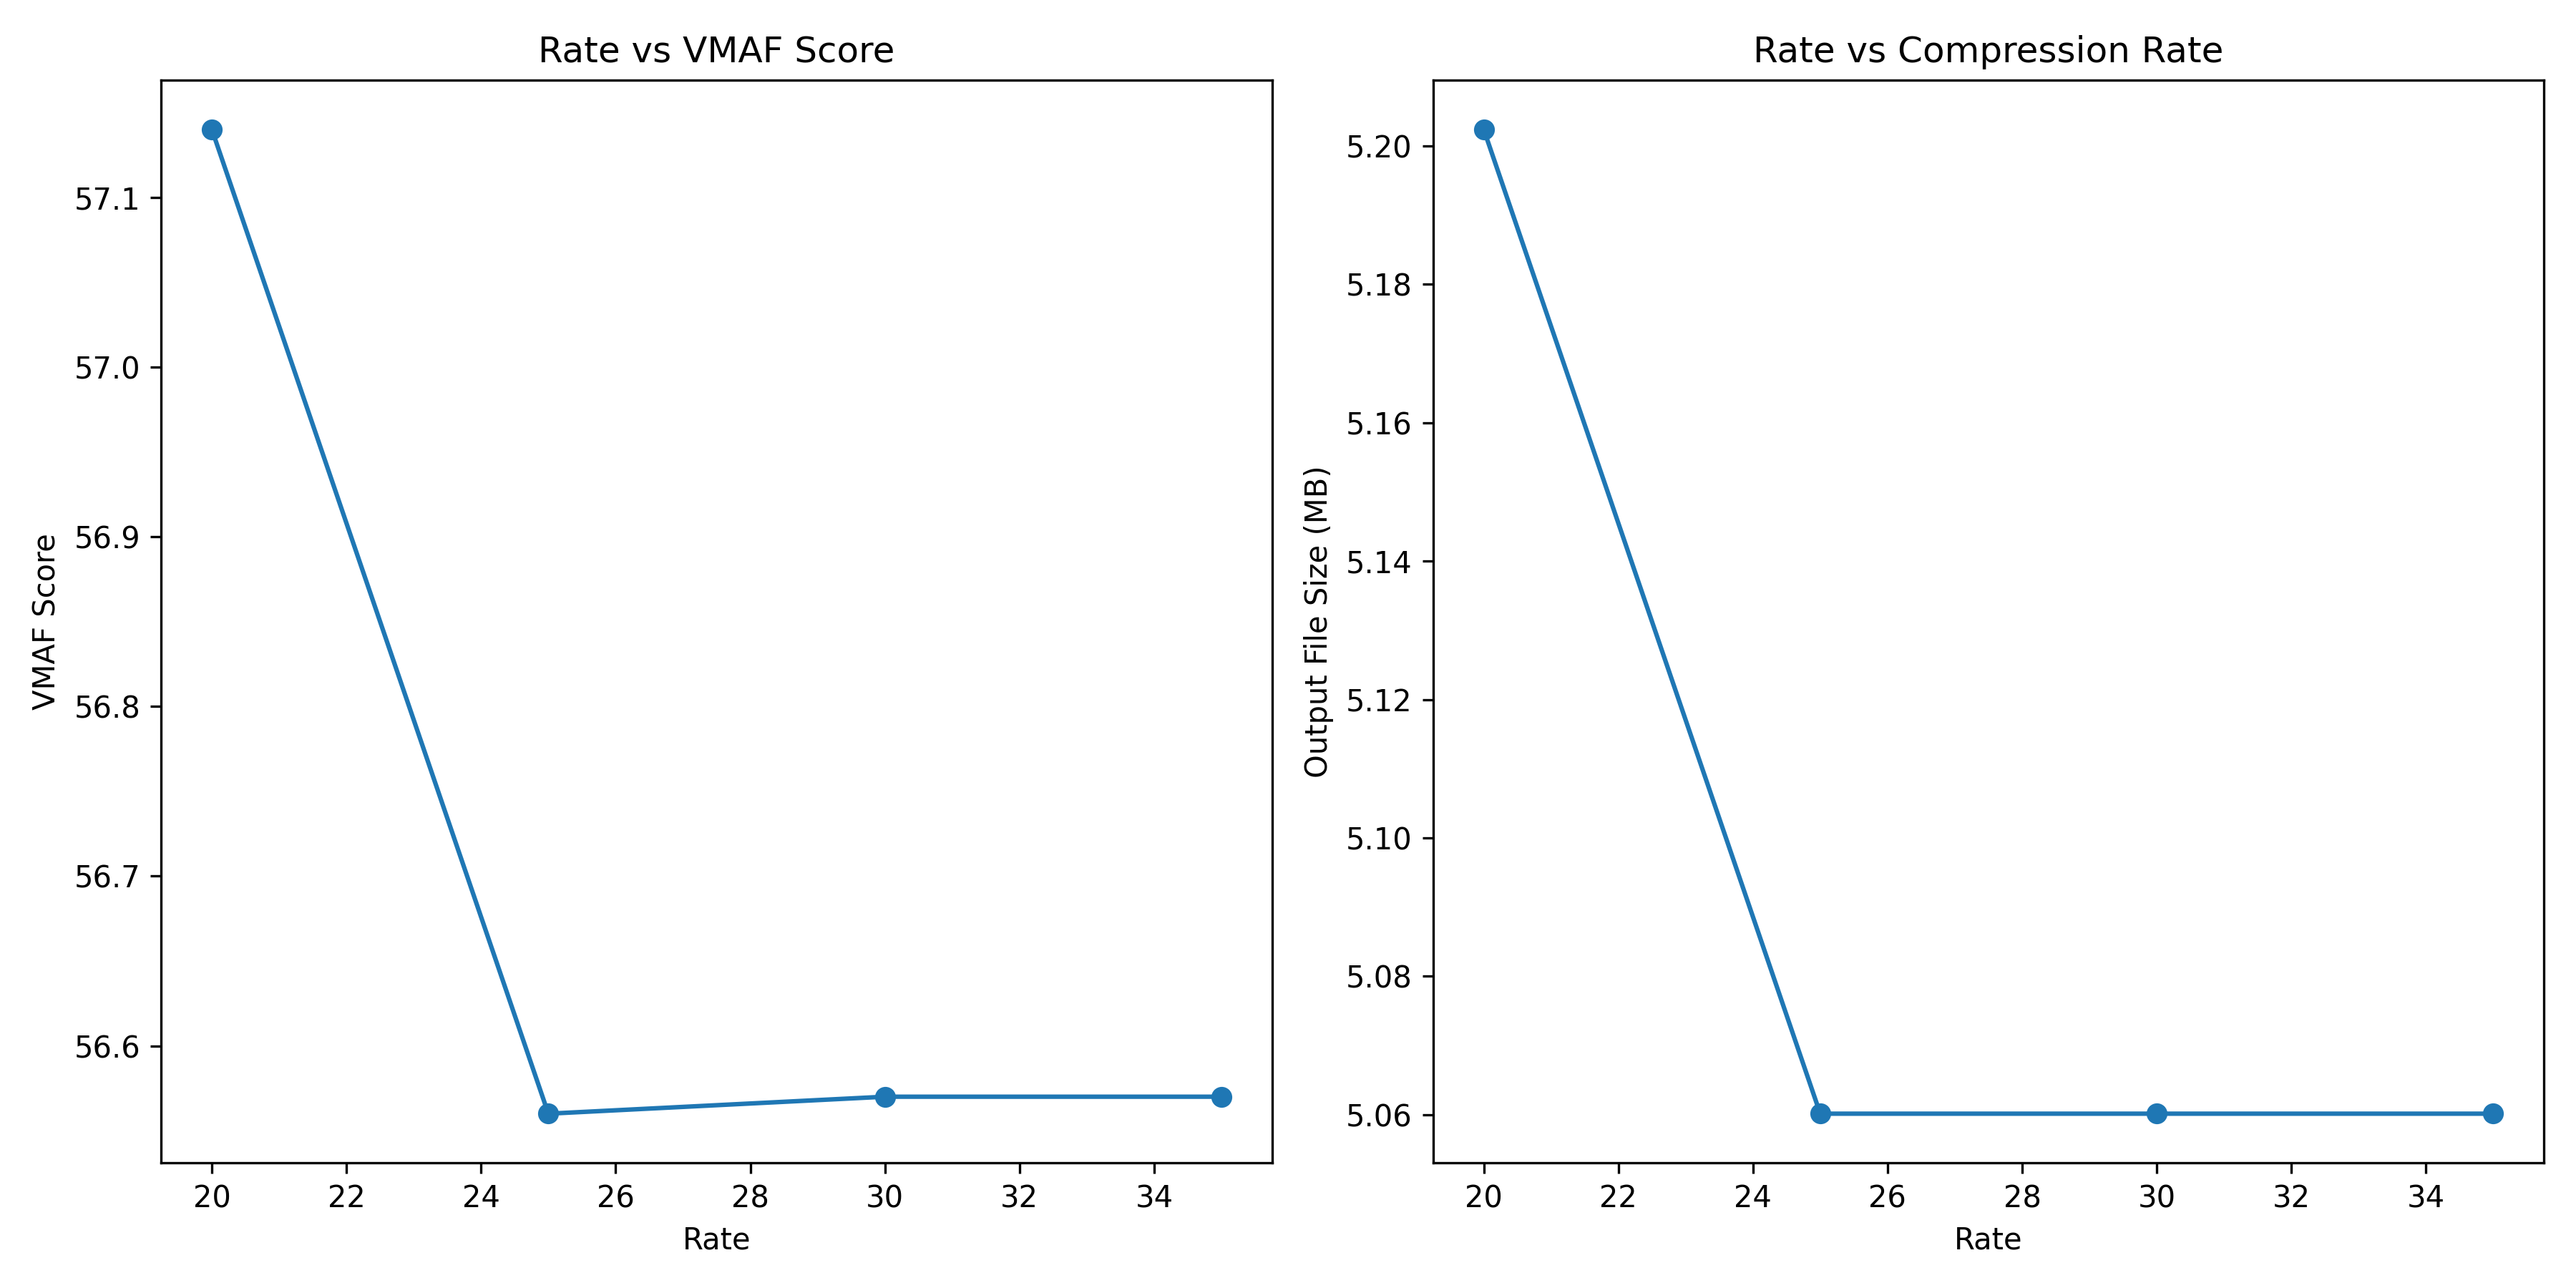 Rate vs VMAF Score
57.1
57.0
56.9
56.8
56.7
56.6
VMAF Score
20 22 24 26 28 30 32 34
Rate
Rate vs Compression Rate
5.20
5.18
5.16
5.14
5.12
5.10
5.08
5.06
Output File Size (MB)
20 22 24 26 28 30 32 34
Rate